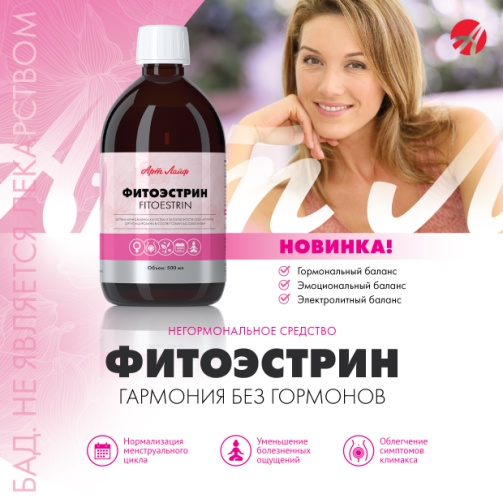 БАД. НЕ ЯВЛЯЕТСЯ ЛЕКАРСТВОМ
Арт Лайф
ФИТОЭСТРИН
FITOESTRIN
Объем: 500 мл
НОВИНКА!
Гормональный баланс
Эмоциональный баланс
Электролитный баланс
НЕГОРМОНАЛЬНОЕ СРЕДСТВО
ФИТОЭСТРИН
ГАРМОНИЯ БЕЗ ГОРМОНОВ
Нормализация
менструального
цикла
Уменьшение
болезненных
ощущений
Облегчение
симптомов
климакса